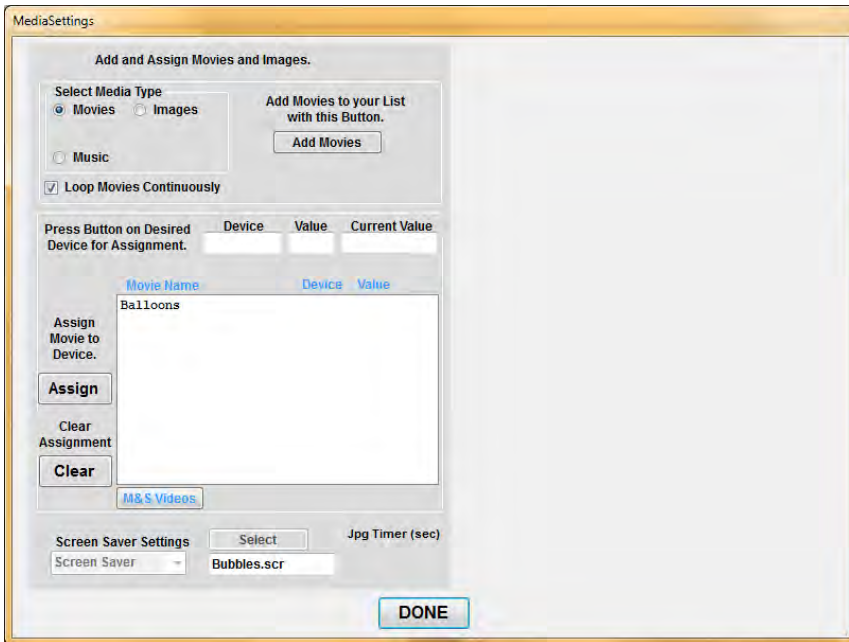 MediaSettings
Add and Assign Movies and Images.
Select Media Type
Movies
Images
Music
Add Movies to your List
with this Button.
Add Movies
Loop Movies Continuously
Press Button on Desired
Device for Assignment.
Device
Value
Current Value
Movie Name
Device
Value
Balloons
Assign
Movie to
Device.
Assign
Clear
Assignment
Clear
M&S Videos
Screen Saver Settings
Select
Jpg Timer (sec)
Screen Saver
Bubbles.scr
DONE